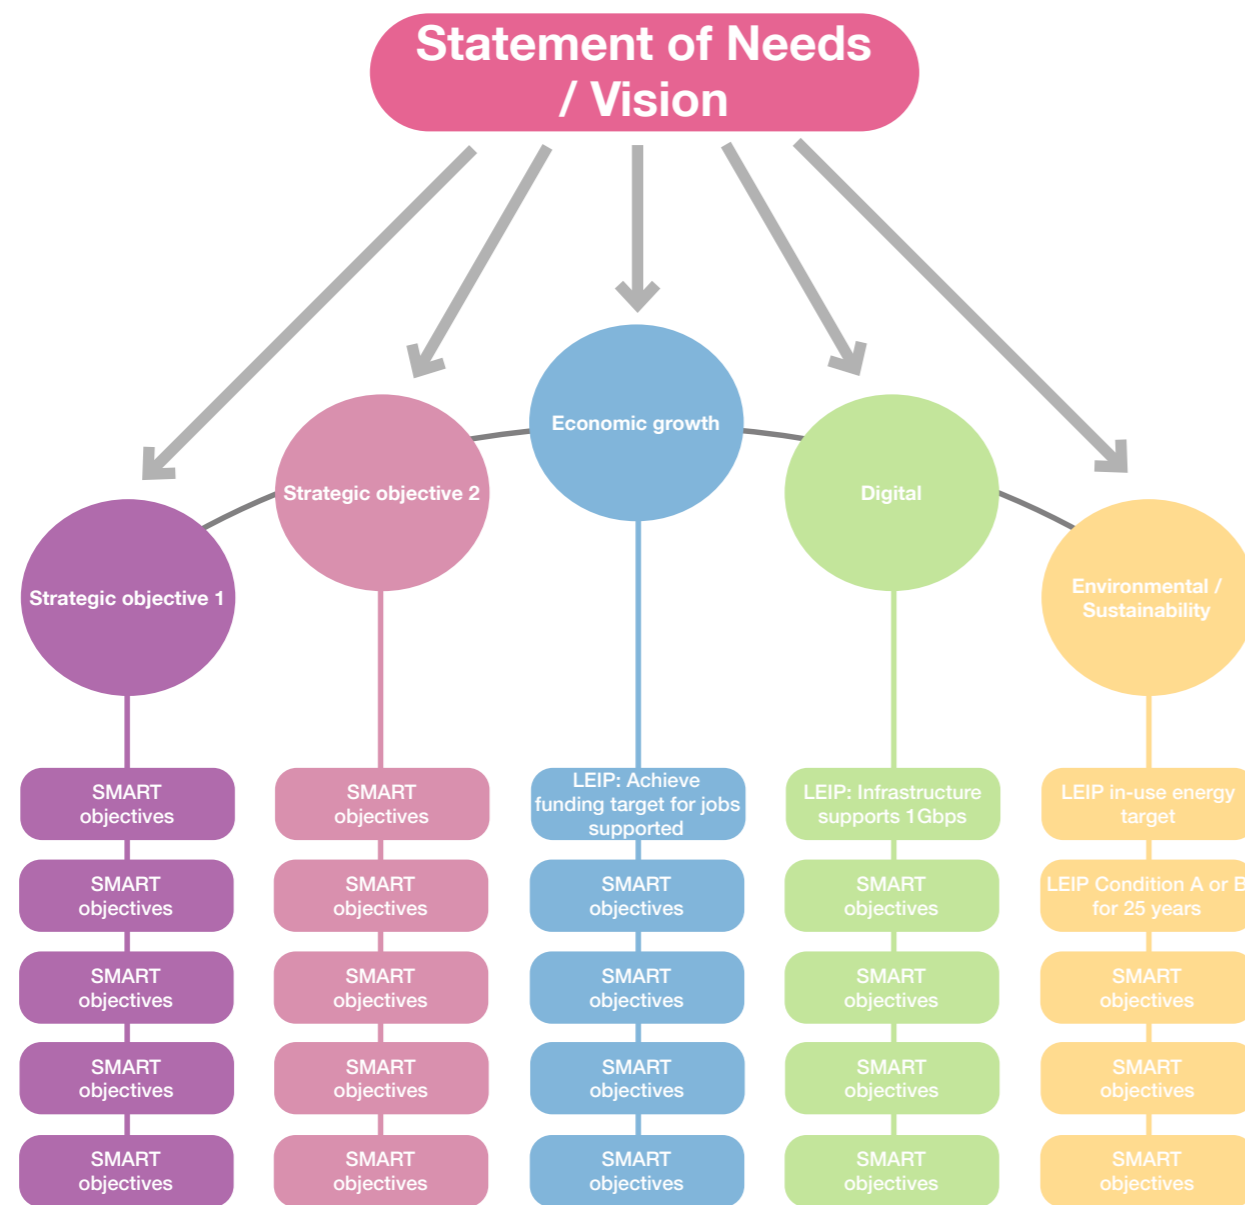 Statement of Needs
/ Vision
Economic growth
Strategic objective 2
Digital
Strategic objective 1
Environmental /
Sustainability
SMART
objectives
SMART
objectives
LEIP: Achieve
funding target for jobs
supported
LEIP: Infrastructure
supports 1Gbps
LEIP in-use energy
target
SMART
objectives
SMART
objectives
SMART
objectives
SMART
objectives
LEIP Condition A or B
for 25 years
SMART
objectives
SMART
objectives
SMART
objectives
SMART
objectives
SMART
objectives
SMART
objectives
SMART
objectives
SMART
objectives
SMART
objectives
SMART
objectives
SMART
objectives
SMART
objectives
SMART
objectives
SMART
objectives
SMART
objectives